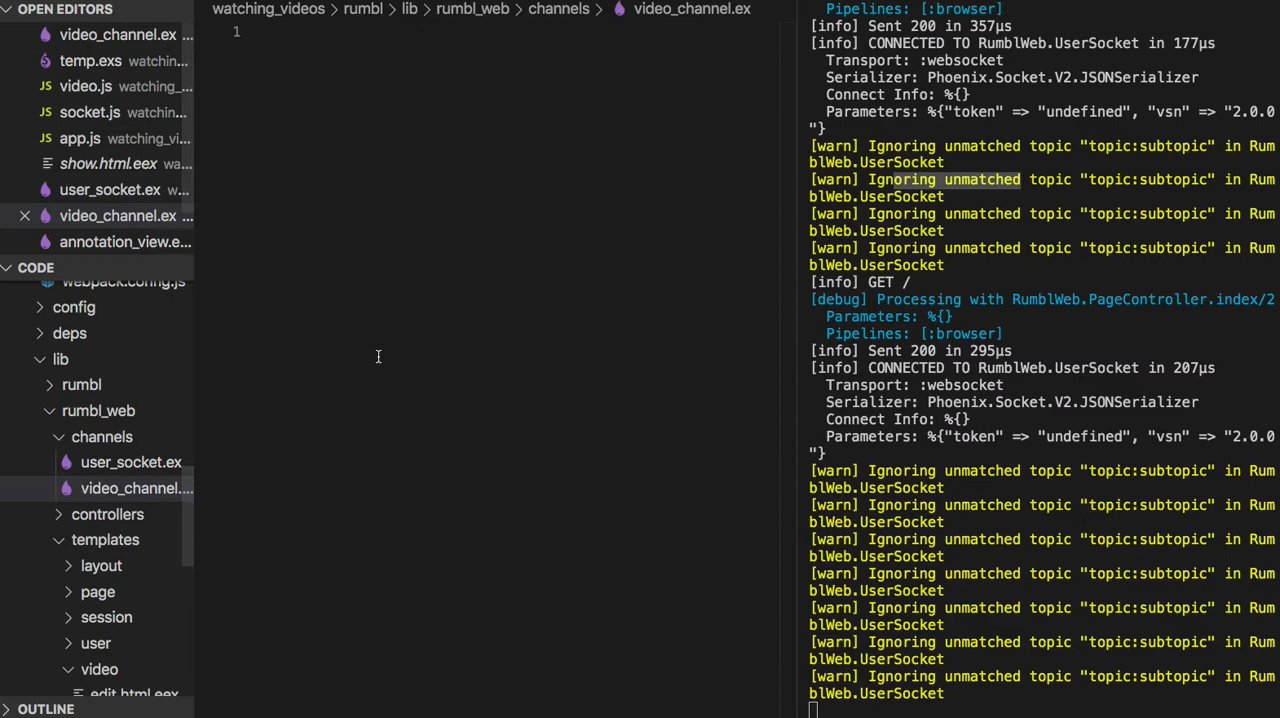 OPEN EDITORS
video_channel.ex ...
temp.exs watchin...
JS video.js watching_...
JS socket.js watchin...
JS app.js watching_vi...
show.html.eex wa...
user_socket.ex w...
video_channel.ex ...
annotation_view.e...
CODE
webpack.config.js
config
deps
lib
rumbl
rumbl_web
channels
user_socket.ex
video_channel....
controllers
templates
layout
page
session
user
video
edit.html.eex
OUTLINE
watching_videos > rumbl > lib > rumbl_web > channels > video_channel.ex
1
Pipelines: [:browser]
[info] Sent 200 in 357µs
[info] CONNECTED TO RumblWeb.UserSocket in 177µs
Transport: :websocket
Serializer: Phoenix.Socket.V2.JSONSerializer
Connect Info: %{}
Parameters: %{"token" => "undefined", "vsn" => "2.0.0
"}
[warn] Ignoring unmatched topic "topic:subtopic" in Rum
blWeb.UserSocket
[warn] Ignoring unmatched topic "topic:subtopic" in Rum
blWeb.UserSocket
[warn] Ignoring unmatched topic "topic:subtopic" in Rum
blWeb.UserSocket
[warn] Ignoring unmatched topic "topic:subtopic" in Rum
blWeb.UserSocket
[info] GET /
[debug] Processing with RumblWeb.PageController.index/2
Parameters: %{}
Pipelines: [:browser]
[info] Sent 200 in 295µs
[info] CONNECTED TO RumblWeb.UserSocket in 207µs
Transport: :websocket
Serializer: Phoenix.Socket.V2.JSONSerializer
Connect Info: %{}
Parameters: %{"token" => "undefined", "vsn" => "2.0.0
"}
[warn] Ignoring unmatched topic "topic:subtopic" in Rum
blWeb.UserSocket
[warn] Ignoring unmatched topic "topic:subtopic" in Rum
blWeb.UserSocket
[warn] Ignoring unmatched topic "topic:subtopic" in Rum
blWeb.UserSocket
[warn] Ignoring unmatched topic "topic:subtopic" in Rum
blWeb.UserSocket
[warn] Ignoring unmatched topic "topic:subtopic" in Rum
blWeb.UserSocket
[warn] Ignoring unmatched topic "topic:subtopic" in Rum
blWeb.UserSocket
[warn] Ignoring unmatched topic "topic:subtopic" in Rum
blWeb.UserSocket